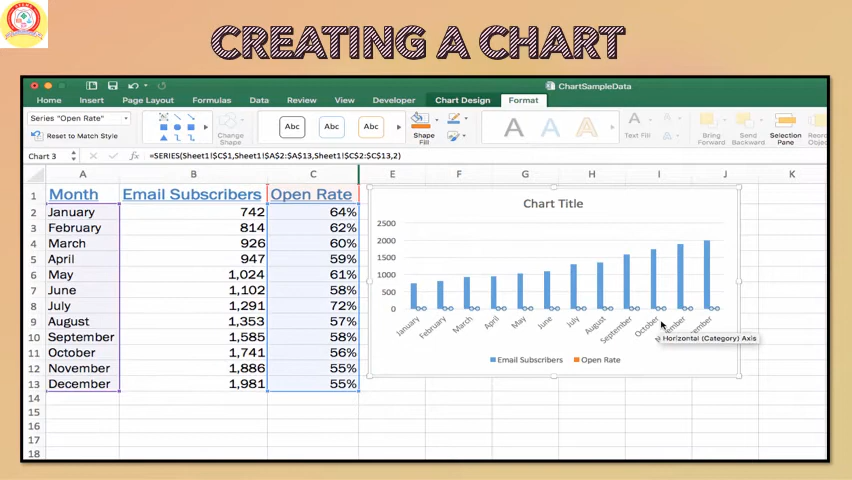 CREATING A CHART
ChartSampleData
Home Insert Page Layout Formulas Data Review View Developer Chart Design Format
Series "Open Rate" Abc Abc Abc A A A
Reset to Match Style Change Shape Shape Fill Text Fill Bring Forward Send Backward Selection Pane
Chart 3 fx =SERIES(Sheet1!$C$1,Sheet1!$A$2:$A$13,Sheet1!$C$2:$C$13,2)
A B C E F G H I J K
1 Month Email Subscribers Open Rate
2 January 742 64%
3 February 814 62%
4 March 926 60%
5 April 947 59%
6 May 1,024 61%
7 June 1,102 58%
8 July 1,291 72%
9 August 1,353 57%
10 September 1,585 58%
11 October 1,741 56%
12 November 1,886 55%
13 December 1,981 55%
14
15
16
17
18
Chart Title
2500
2000
1500
1000
500
0
January February March April May June July August September October
Horizontal (Category) Axis
Email Subscribers Open Rate